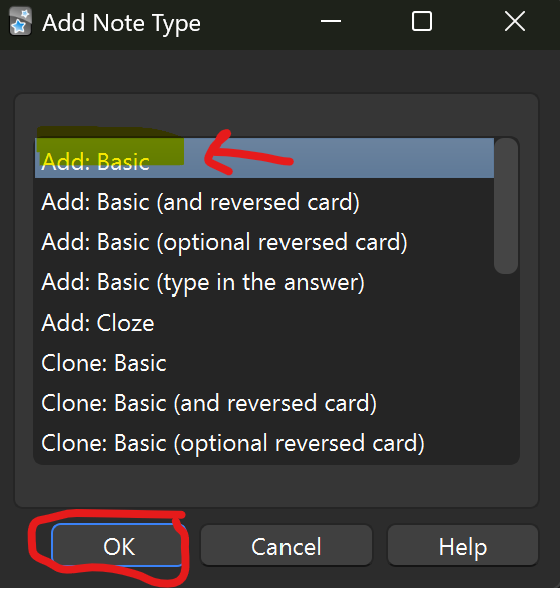 Add Note Type
Add: Basic
Add: Basic (and reversed card)
Add: Basic (optional reversed card)
Add: Basic (type in the answer)
Add: Cloze
Clone: Basic
Clone: Basic (and reversed card)
Clone: Basic (optional reversed card)
OK Cancel Help